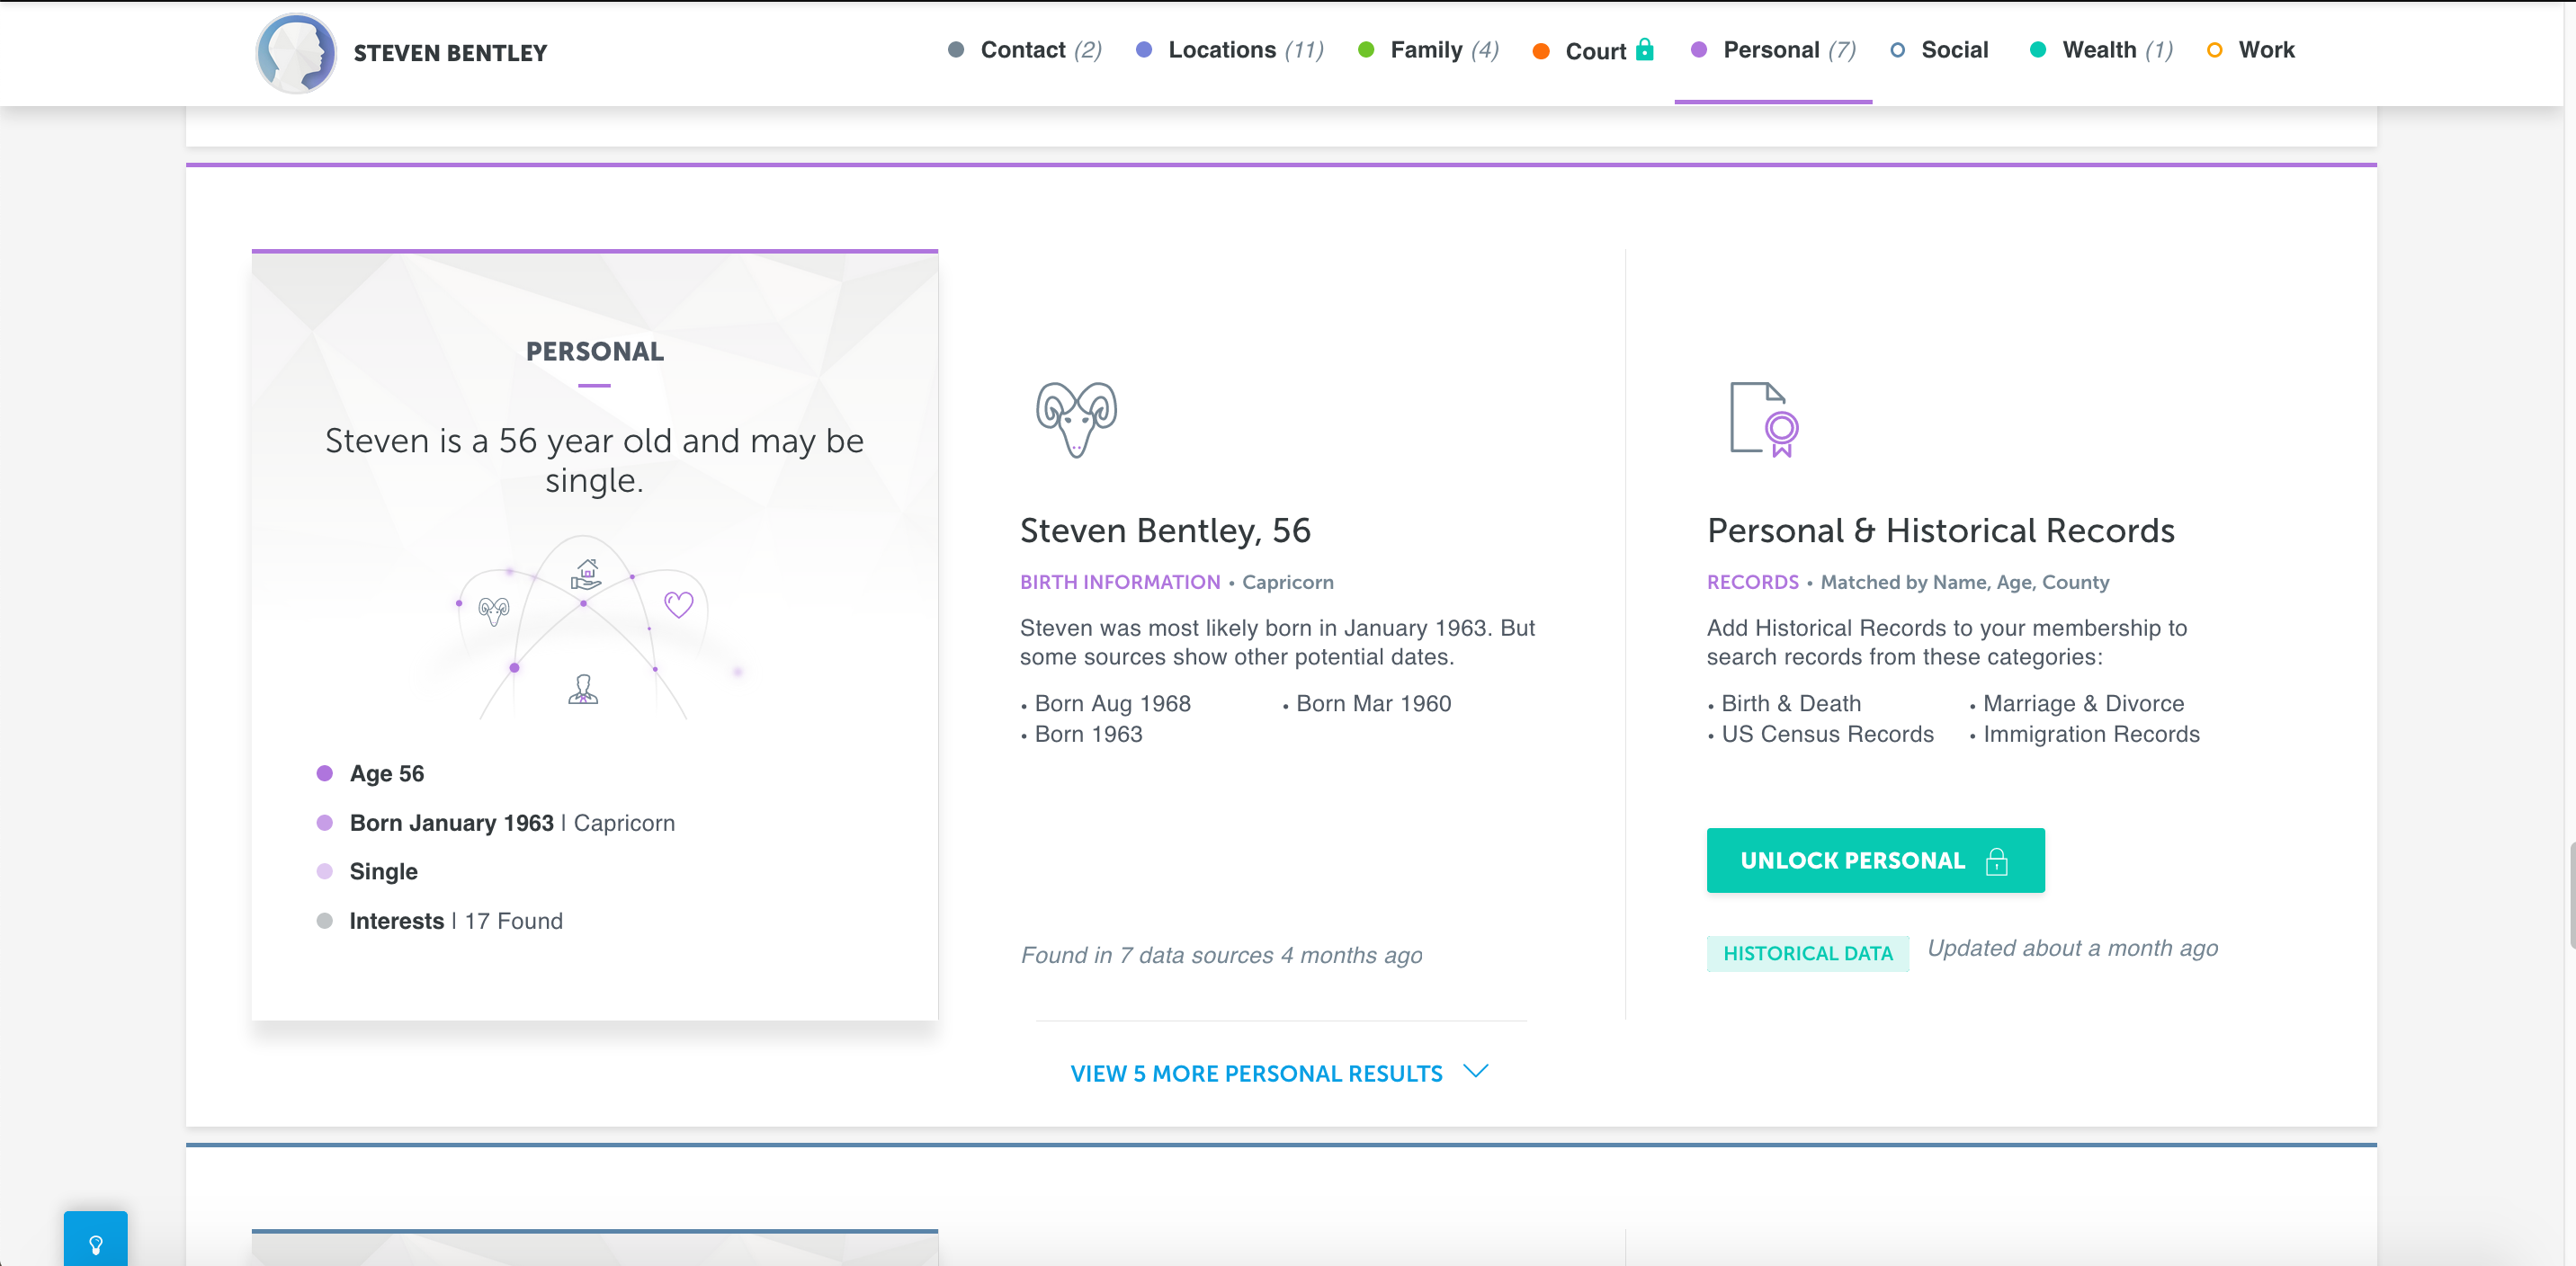 STEVEN BENTLEY
Contact (2)
Locations (11)
Family (4)
Court
Personal (7)
Social
Wealth (1)
Work
PERSONAL
Steven is a 56 year old and may be
single.
Age 56
Born January 1963 | Capricorn
Single
Interests | 17 Found
Steven Bentley, 56
BIRTH INFORMATION • Capricorn
Steven was most likely born in January 1963. But
some sources show other potential dates.
• Born Aug 1968
• Born Mar 1960
• Born 1963
Found in 7 data sources 4 months ago
Personal & Historical Records
RECORDS • Matched by Name, Age, County
Add Historical Records to your membership to
search records from these categories:
• Birth & Death
• Marriage & Divorce
• US Census Records
• Immigration Records
UNLOCK PERSONAL
HISTORICAL DATA Updated about a month ago
VIEW 5 MORE PERSONAL RESULTS